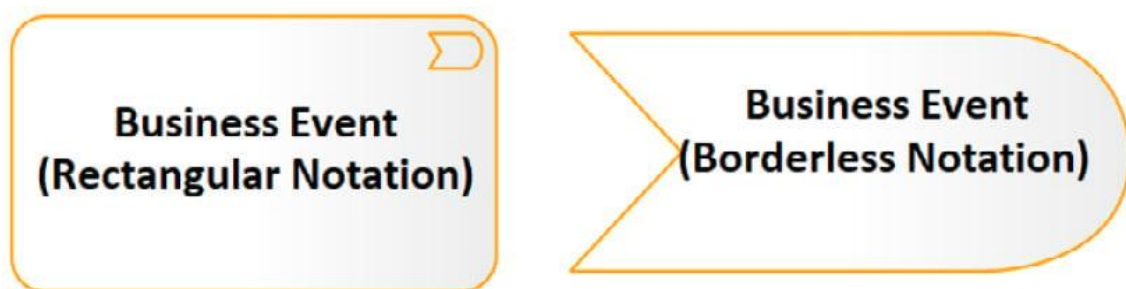 Business Event
(Rectangular Notation)
Business Event
(Borderless Notation)